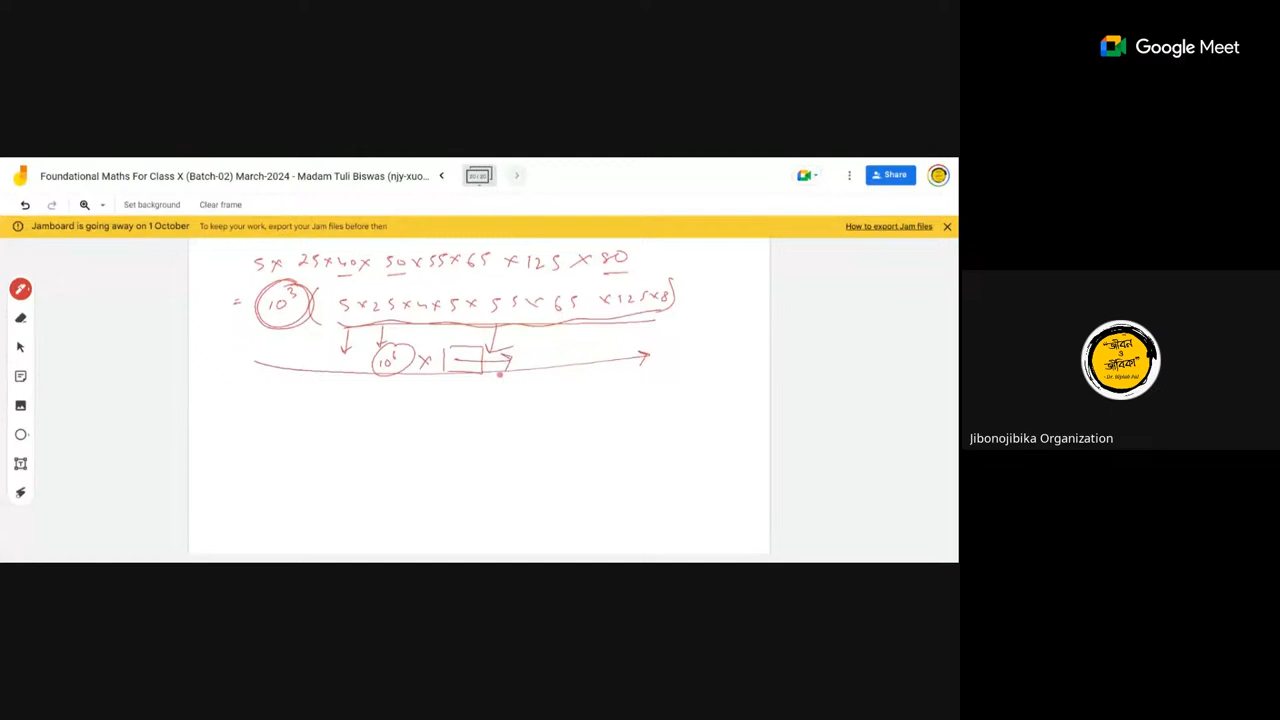 Google Meet
Foundational Maths For Class X (Batch-02) March-2024 - Madam Tuli Biswas (njy-xuo...
Share
Set background
Clear frame
Jamboard is going away on 1 October
To keep your work, export your Jam files before then
How to export Jam files
5 x 25 x 40 x 50 x 55 x 65 x 125 x 80
= 10³ ( 5 x 25 x 4 x 5 x 55 x 65 x 125 x 8 )
10⁶ x
"জীবন
ও
জীবিকা"
Jibonojibika Organization